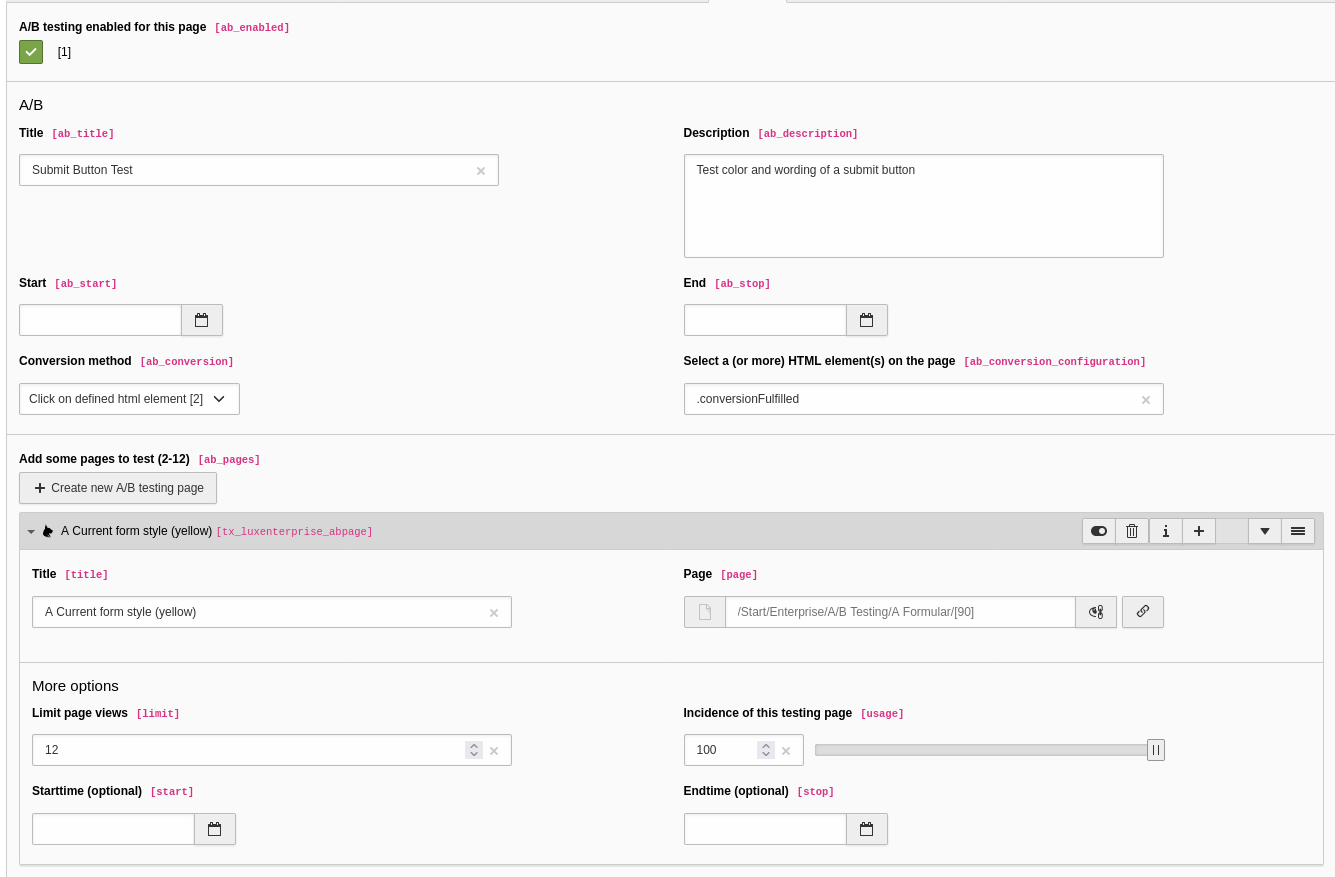 A/B testing enabled for this page [ab_enabled]
[1]
A/B
Title [ab_title]
Description [ab_description]
Submit Button Test
Test color and wording of a submit button
Start [ab_start]
End [ab_stop]
Conversion method [ab_conversion]
Select a (or more) HTML element(s) on the page [ab_conversion_configuration]
Click on defined html element [2]
.conversionFulfilled
Add some pages to test (2-12) [ab_pages]
Create new A/B testing page
A Current form style (yellow) [tx_luxenterprise_abpage]
Title [title]
Page [page]
A Current form style (yellow)
/Start/Enterprise/A/B Testing/A Formular/[90]
More options
Limit page views [limit]
Incidence of this testing page [usage]
12
100
Starttime (optional) [start]
Endtime (optional) [stop]